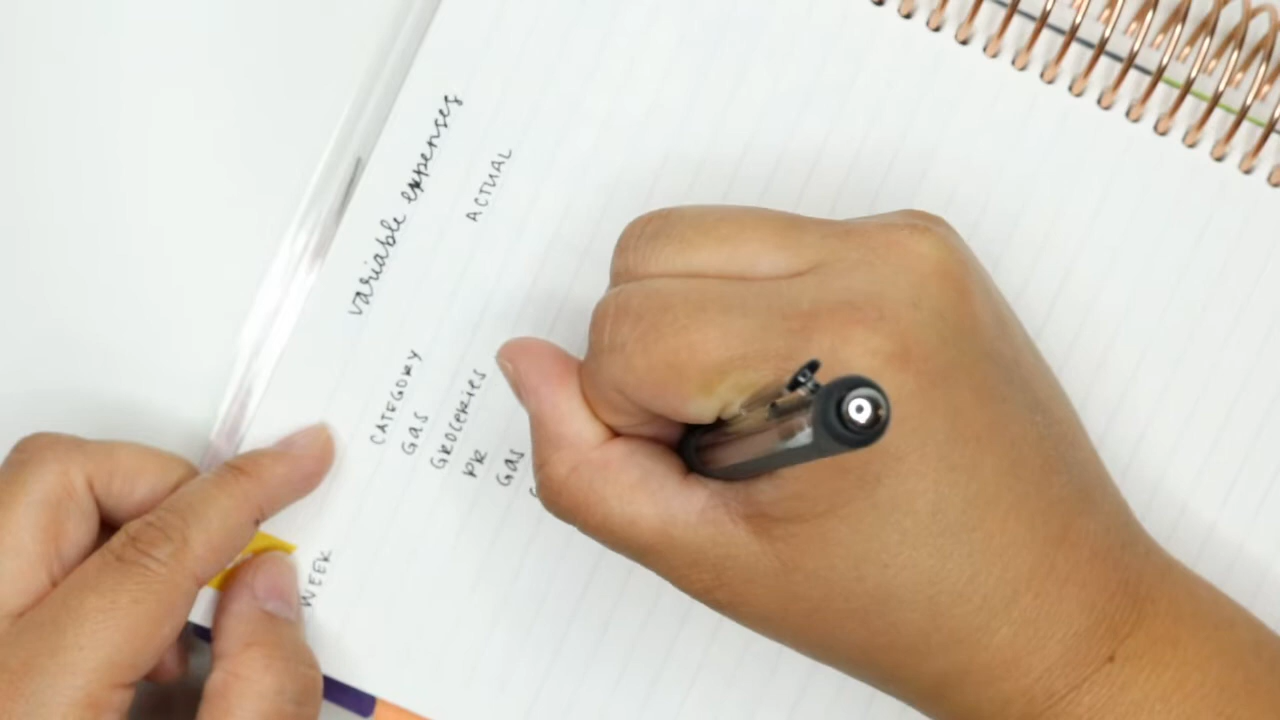 variable expenses
WEEK CATEGORY ACTUAL
GAS
GROCERIES
PR
GAS